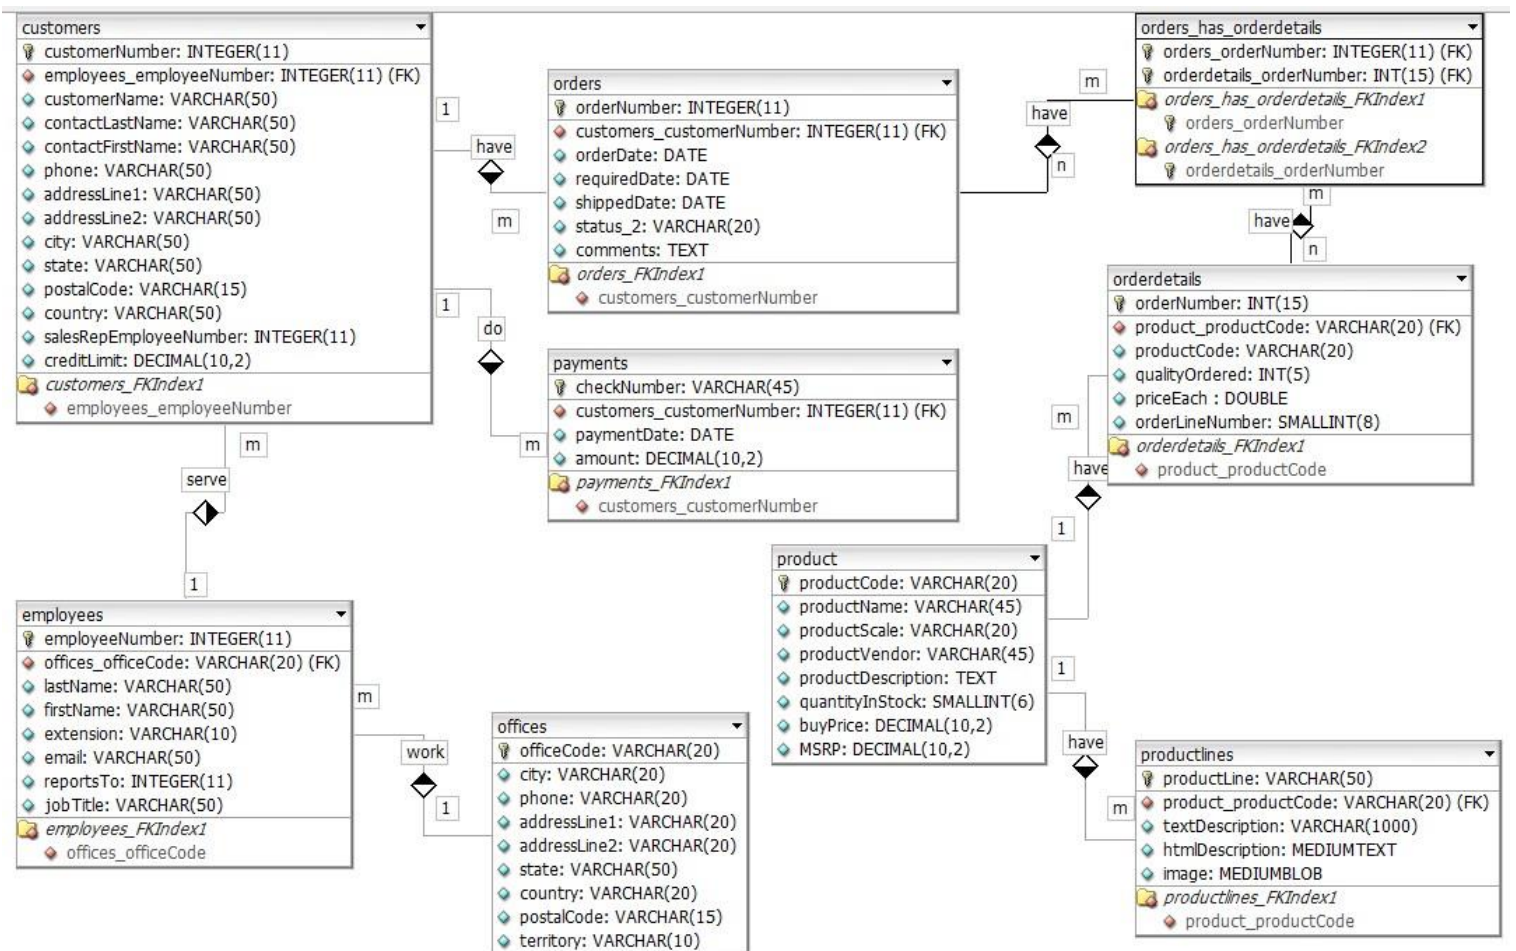 customers
customerNumber: INTEGER(11)
employees_employeeNumber: INTEGER(11) (FK)
customerName: VARCHAR(50)
contactLastName: VARCHAR(50)
contactFirstName: VARCHAR(50)
phone: VARCHAR(50)
addressLine1: VARCHAR(50)
addressLine2: VARCHAR(50)
city: VARCHAR(50)
state: VARCHAR(50)
postalCode: VARCHAR(15)
country: VARCHAR(50)
salesRepEmployeeNumber: INTEGER(11)
creditLimit: DECIMAL(10,2)
customers_FKIndex1
employees_employeeNumber
1
have
m
1
do
m
m
serve
1
orders
orderNumber: INTEGER(11)
customers_customerNumber: INTEGER(11) (FK)
orderDate: DATE
requiredDate: DATE
shippedDate: DATE
status_2: VARCHAR(20)
comments: TEXT
orders_FKIndex1
customers_customerNumber
payments
checkNumber: VARCHAR(45)
customers_customerNumber: INTEGER(11) (FK)
paymentDate: DATE
amount: DECIMAL(10,2)
payments_FKIndex1
customers_customerNumber
m
have
n
orders_has_orderdetails
orders_orderNumber: INTEGER(11) (FK)
orderdetails_orderNumber: INT(15) (FK)
orders_has_orderdetails_FKIndex1
orders_orderNumber
orders_has_orderdetails_FKIndex2
orderdetails_orderNumber
m
have
n
orderdetails
orderNumber: INT(15)
product_productCode: VARCHAR(20) (FK)
productCode: VARCHAR(20)
qualityOrdered: INT(5)
priceEach : DOUBLE
orderLineNumber: SMALLINT(8)
orderdetails_FKIndex1
product_productCode
m
have
1
employees
employeeNumber: INTEGER(11)
offices_officeCode: VARCHAR(20) (FK)
lastName: VARCHAR(50)
firstName: VARCHAR(50)
extension: VARCHAR(10)
email: VARCHAR(50)
reportsTo: INTEGER(11)
jobTitle: VARCHAR(50)
employees_FKIndex1
offices_officeCode
m
work
1
offices
officeCode: VARCHAR(20)
city: VARCHAR(20)
phone: VARCHAR(20)
addressLine1: VARCHAR(20)
addressLine2: VARCHAR(20)
state: VARCHAR(50)
country: VARCHAR(20)
postalCode: VARCHAR(15)
territory: VARCHAR(10)
product
productCode: VARCHAR(20)
productName: VARCHAR(45)
productScale: VARCHAR(20)
productVendor: VARCHAR(45)
productDescription: TEXT
quantityInStock: SMALLINT(6)
buyPrice: DECIMAL(10,2)
MSRP: DECIMAL(10,2)
1
have
m
productlines
productLine: VARCHAR(50)
product_productCode: VARCHAR(20) (FK)
textDescription: VARCHAR(1000)
htmlDescription: MEDIUMTEXT
image: MEDIUMBLOB
productlines_FKIndex1
product_productCode